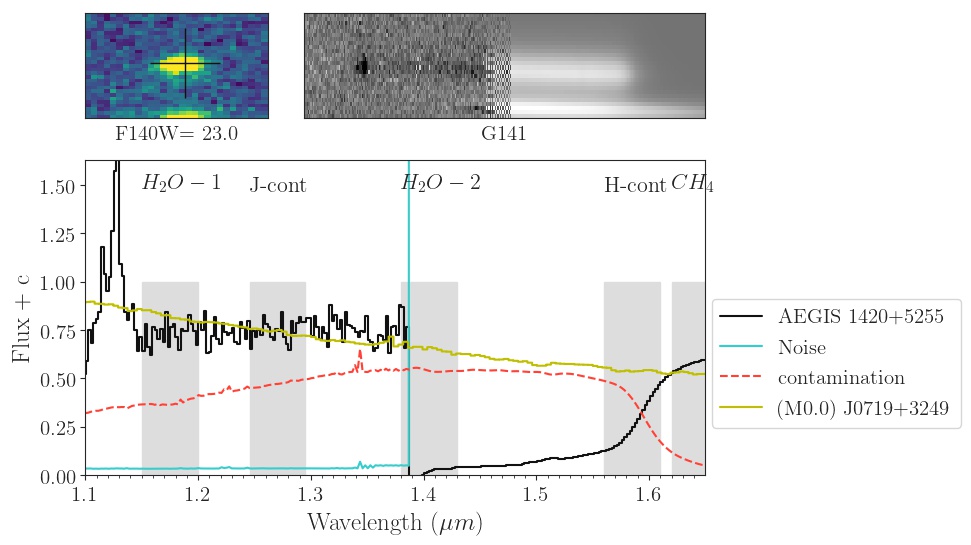 F140W= 23.0
G141
H₂O − 1
J-cont
H₂O − 2
H-cont
CH₄
1.50
1.25
1.00
0.75
0.50
0.25
0.00
Flux + c
1.1
1.2
1.3
1.4
1.5
1.6
Wavelength (μm)
AEGIS 1420+5255
Noise
contamination
(M0.0) J0719+3249